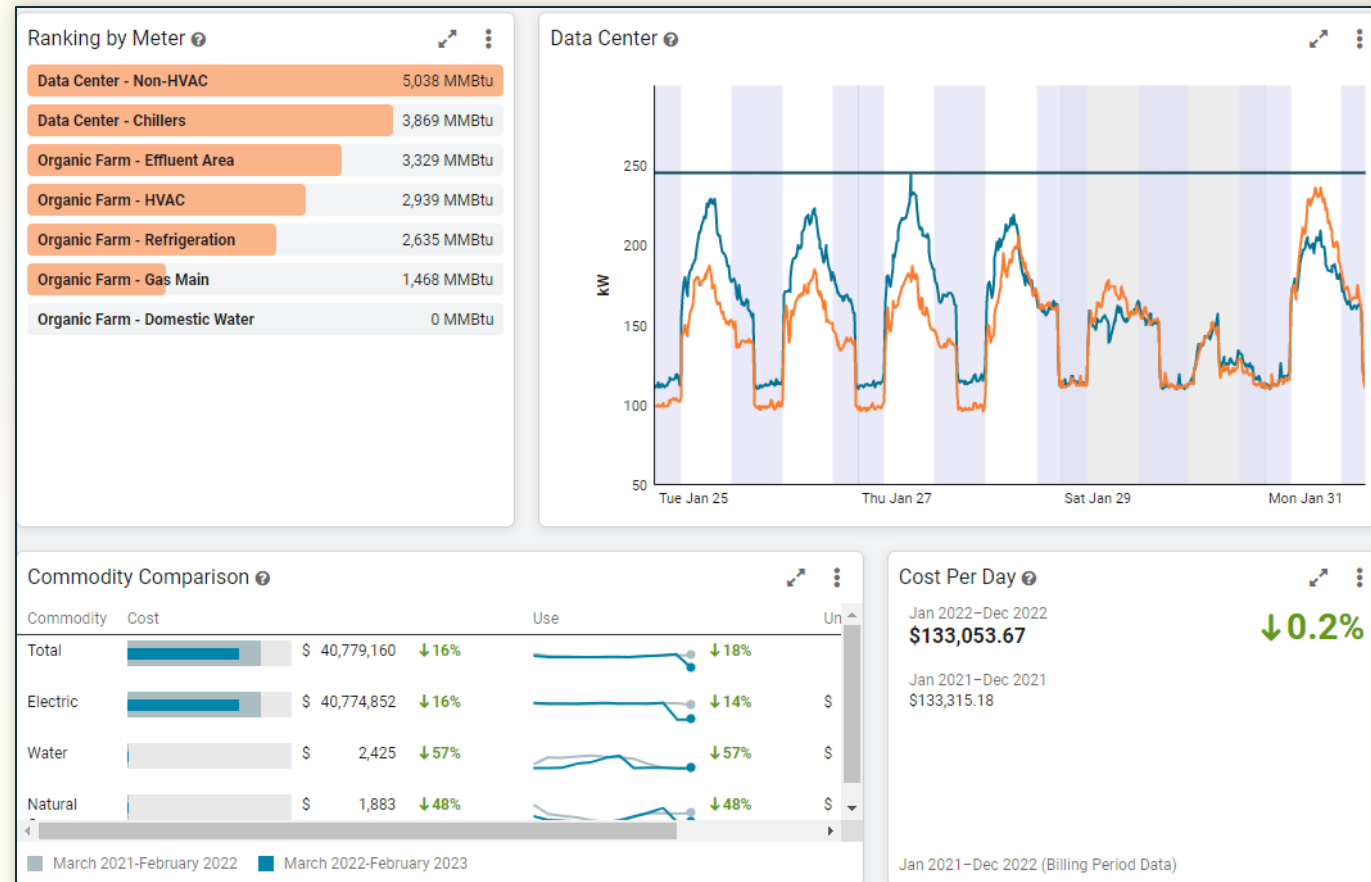 Ranking by Meter
Data Center - Non-HVAC 5,038 MMBtu
Data Center - Chillers 3,869 MMBtu
Organic Farm - Effluent Area 3,329 MMBtu
Organic Farm - HVAC 2,939 MMBtu
Organic Farm - Refrigeration 2,635 MMBtu
Organic Farm - Gas Main 1,468 MMBtu
Organic Farm - Domestic Water 0 MMBtu
Data Center
kW
250
200
150
100
50
Tue Jan 25 Thu Jan 27 Sat Jan 29 Mon Jan 31
Commodity Comparison
Commodity Cost Use Un
Total $ 40,779,160 ↓16% ↓18%
Electric $ 40,774,852 ↓16% ↓14% $
Water $ 2,425 ↓57% ↓57% $
Natural $ 1,883 ↓48% ↓48% $
March 2021-February 2022 March 2022-February 2023
Cost Per Day
Jan 2022–Dec 2022
$133,053.67
↓0.2%
Jan 2021–Dec 2021
$133,315.18
Jan 2021–Dec 2022 (Billing Period Data)